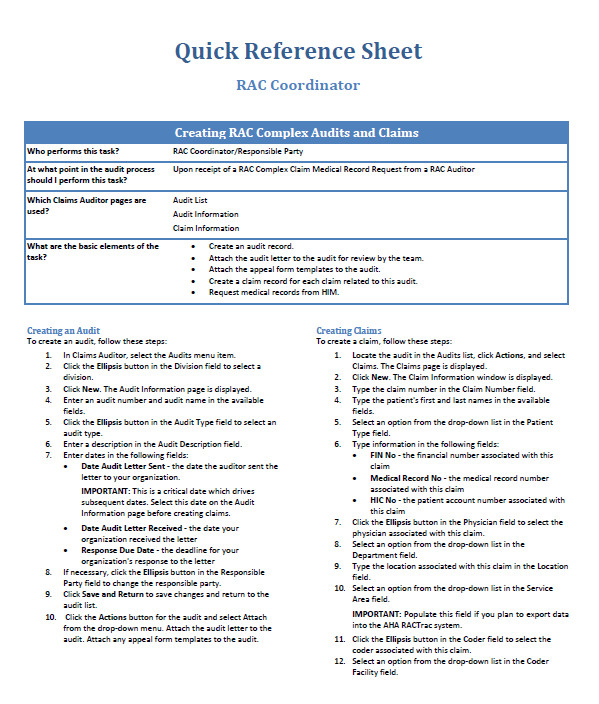 Quick Reference Sheet
RAC Coordinator
Creating RAC Complex Audits and Claims
Who performs this task? RAC Coordinator/Responsible Party
At what point in the audit process Upon receipt of a RAC Complex Claim Medical Record Request from a RAC Auditor
should I perform this task?
Which Claims Auditor pages are Audit List
used?
Audit Information
Claim Information
What are the basic elements of the • Create an audit record.
task? • Attach the audit letter to the audit for review by the team.
• Attach the appeal form templates to the audit.
• Create a claim record for each claim related to this audit.
• Request medical records from HIM.
Creating an Audit
To create an audit, follow these steps:
1. In Claims Auditor, select the Audits menu item.
2. Click the Ellipsis button in the Division field to select a
division.
3. Click New. The Audit Information page is displayed.
4. Enter an audit number and audit name in the available
fields.
5. Click the Ellipsis button in the Audit Type field to select an
audit type.
6. Enter a description in the Audit Description field.
7. Enter dates in the following fields:
• Date Audit Letter Sent - the date the auditor sent the
letter to your organization.
IMPORTANT: This is a critical date which drives
subsequent dates. Select this date on the Audit
Information page before creating claims.
• Date Audit Letter Received - the date your
organization received the letter
• Response Due Date - the deadline for your
organization's response to the letter
8. If necessary, click the Ellipsis button in the Responsible
Party field to change the responsible party.
9. Click Save and Return to save changes and return to the
audit list.
10. Click the Actions button for the audit and select Attach
from the drop-down menu. Attach the audit letter to the
audit. Attach any appeal form templates to the audit.
Creating Claims
To create a claim, follow these steps:
1. Locate the audit in the Audits list, click Actions, and select
Claims. The Claims page is displayed.
2. Click New. The Claim Information window is displayed.
3. Type the claim number in the Claim Number field.
4. Type the patient's first and last names in the available
fields.
5. Select an option from the drop-down list in the Patient
Type field.
6. Type information in the following fields:
• FIN No - the financial number associated with this
claim
• Medical Record No - the medical record number
associated with this claim
• HIC No - the patient account number associated with
this claim
7. Click the Ellipsis button in the Physician field to select the
physician associated with this claim.
8. Select an option from the drop-down list in the
Department field.
9. Type the location associated with this claim in the Location
field.
10. Select an option from the drop-down list in the Service
Area field.
IMPORTANT: Populate this field if you plan to export data
into the AHA RACTrac system.
11. Click the Ellipsis button in the Coder field to select the
coder associated with this claim.
12. Select an option from the drop-down list in the Coder
Facility field.